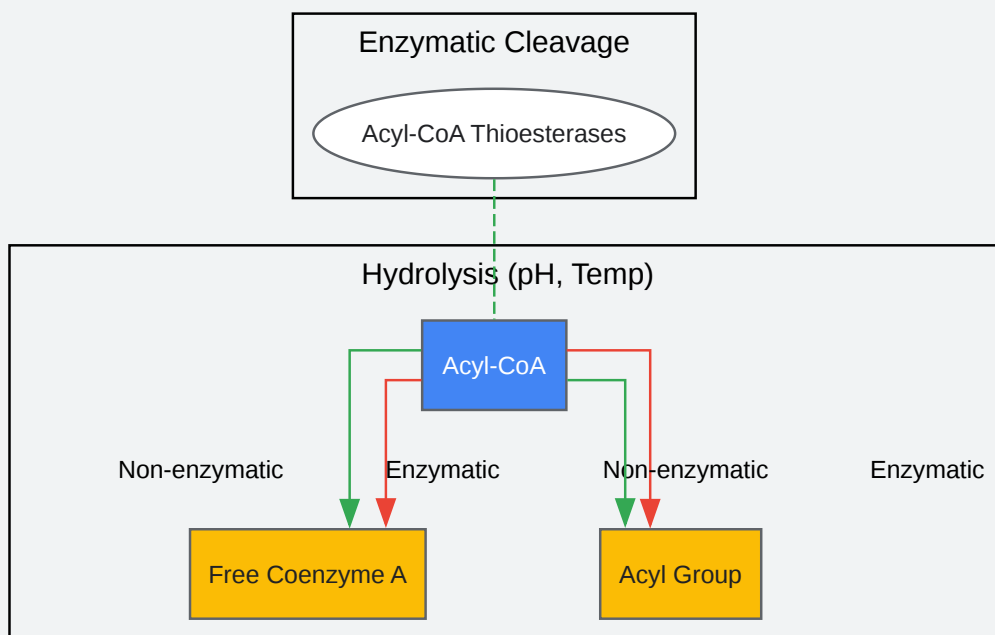 Enzymatic Cleavage
Acyl-CoA Thioesterases
Hydrolysis (pH, Temp)
Acyl-CoA
Non-enzymatic
Enzymatic
Non-enzymatic
Enzymatic
Free Coenzyme A
Acyl Group